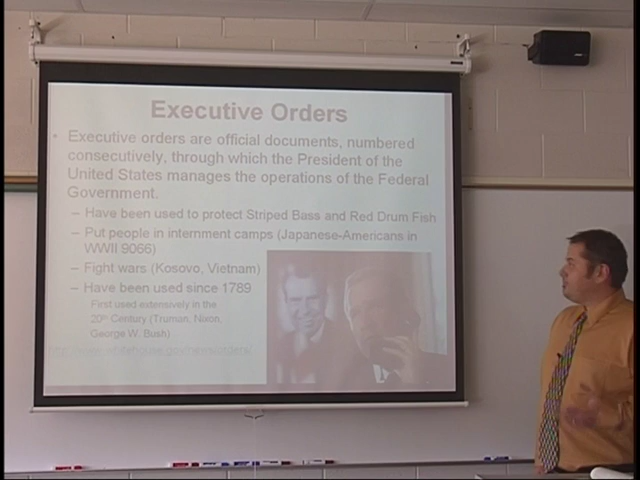 Executive Orders
• Executive orders are official documents, numbered
consecutively, through which the President of the
United States manages the operations of the Federal
Government.
– Have been used to protect Striped Bass and Red Drum Fish
– Put people in internment camps (Japanese-Americans in
WWII 9066)
– Fight wars (Kosovo, Vietnam)
– Have been used since 1789
First used extensively in the
20th Century (Truman, Nixon,
George W. Bush)